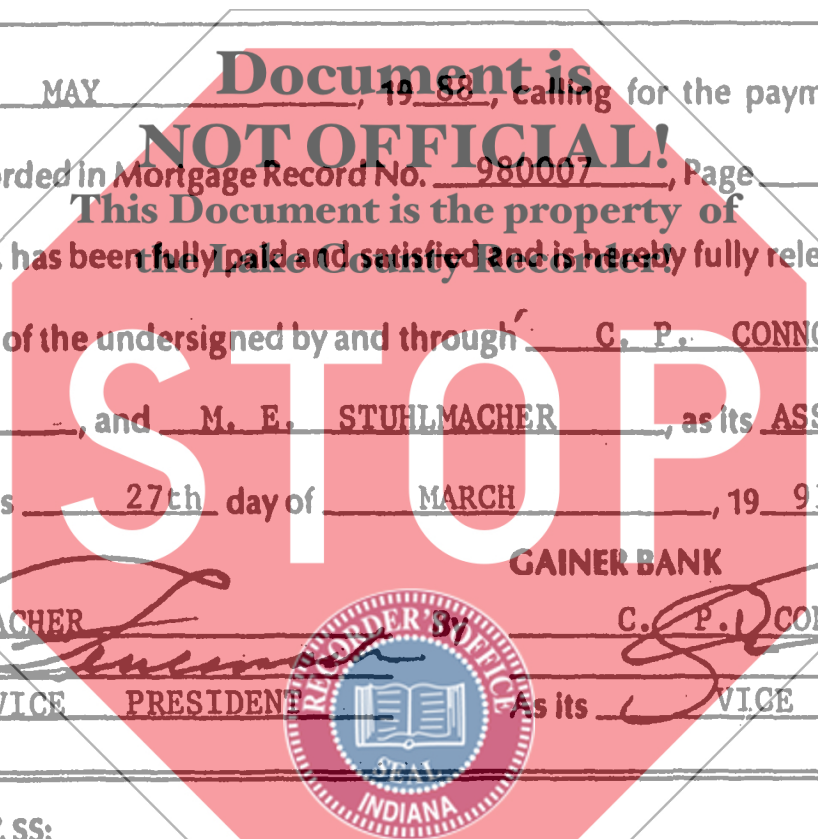 Document is
MAY , 19 88 , calling for the paym
NOT OFFICIAL!
rded in Mortgage Record No. 980007 , Page
This Document is the property of
has been fully paid and satisfied and is hereby fully rele
the Lake County Recorder!
of the undersigned by and through C. P. CONNO
, and M. E. STUHLMACHER , as its ASS
s 27th day of MARCH , 19 91
STOP
GAINER BANK
ACHER By C. P. CON
VICE PRESIDENT As its VICE
RECORDER'S OFFICE
SEAL
INDIANA
SS: